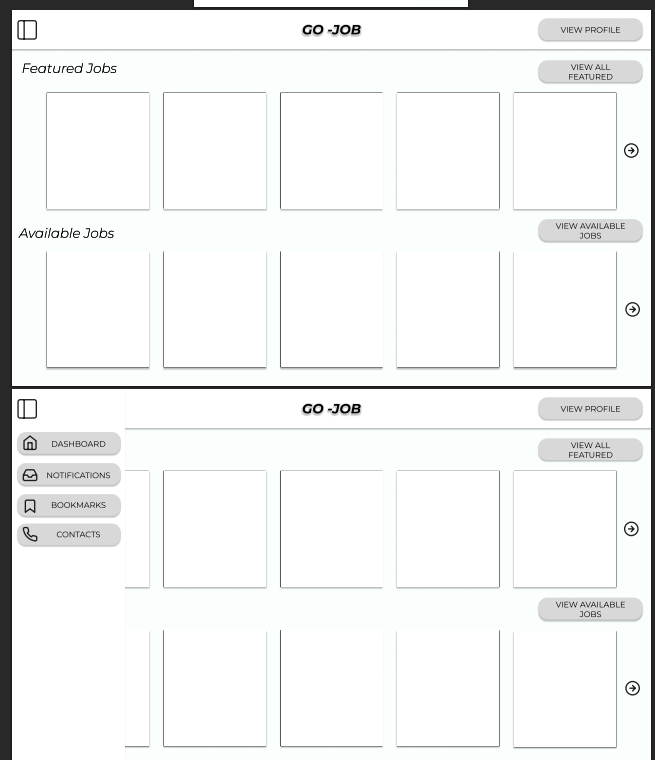 GO -JOB
VIEW PROFILE
Featured Jobs
VIEW ALL
FEATURED
Available Jobs
VIEW AVAILABLE
JOBS
GO -JOB
VIEW PROFILE
DASHBOARD
VIEW ALL
FEATURED
NOTIFICATIONS
BOOKMARKS
CONTACTS
VIEW AVAILABLE
JOBS